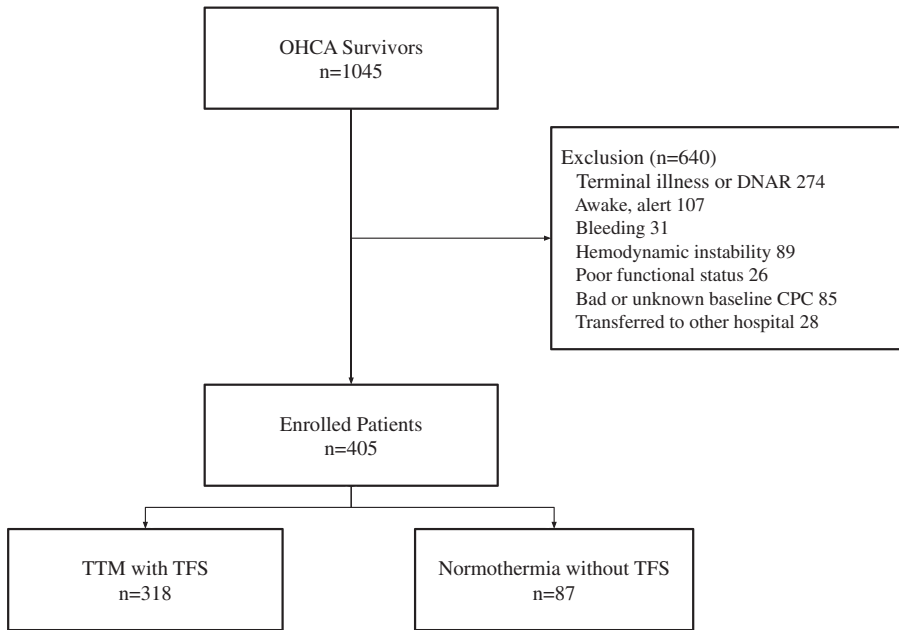 OHCA Survivors
n=1045
Exclusion (n=640)
Terminal illness or DNAR 274
Awake, alert 107
Bleeding 31
Hemodynamic instability 89
Poor functional status 26
Bad or unknown baseline CPC 85
Transferred to other hospital 28
Enrolled Patients
n=405
TTM with TFS
n=318
Normothermia without TFS
n=87